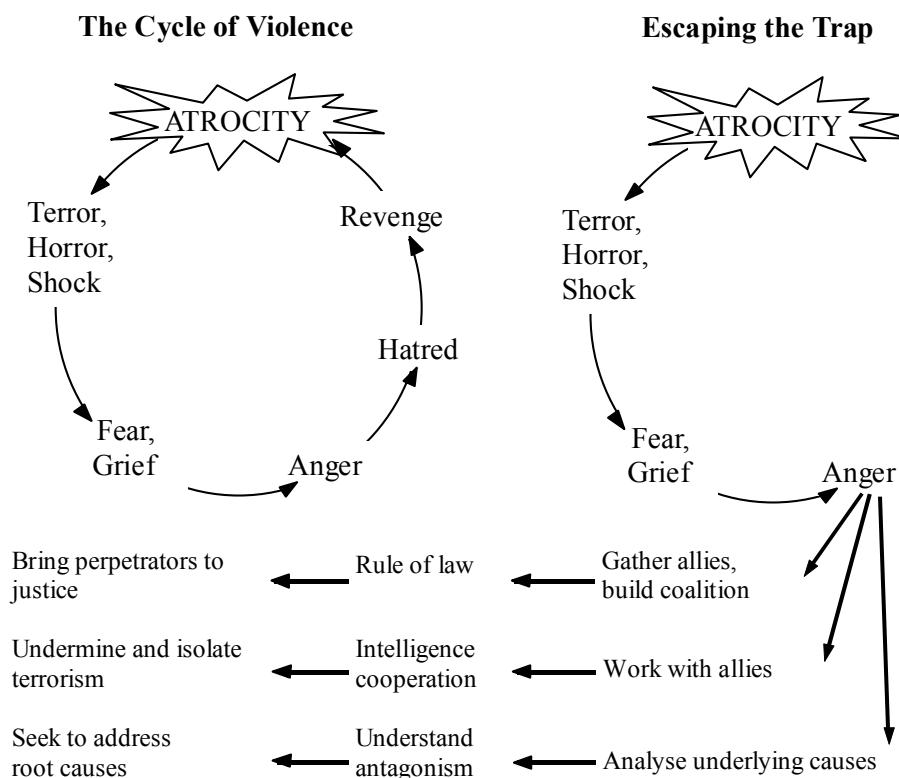 The Cycle of Violence
ATROCITY
Terror,
Horror,
Shock
Fear,
Grief
Anger
Hatred
Revenge
Escaping the Trap
ATROCITY
Terror,
Horror,
Shock
Fear,
Grief
Anger
Gather allies,
build coalition
Rule of law
Bring perpetrators to
justice
Work with allies
Intelligence
cooperation
Undermine and isolate
terrorism
Analyse underlying causes
Understand
antagonism
Seek to address
root causes